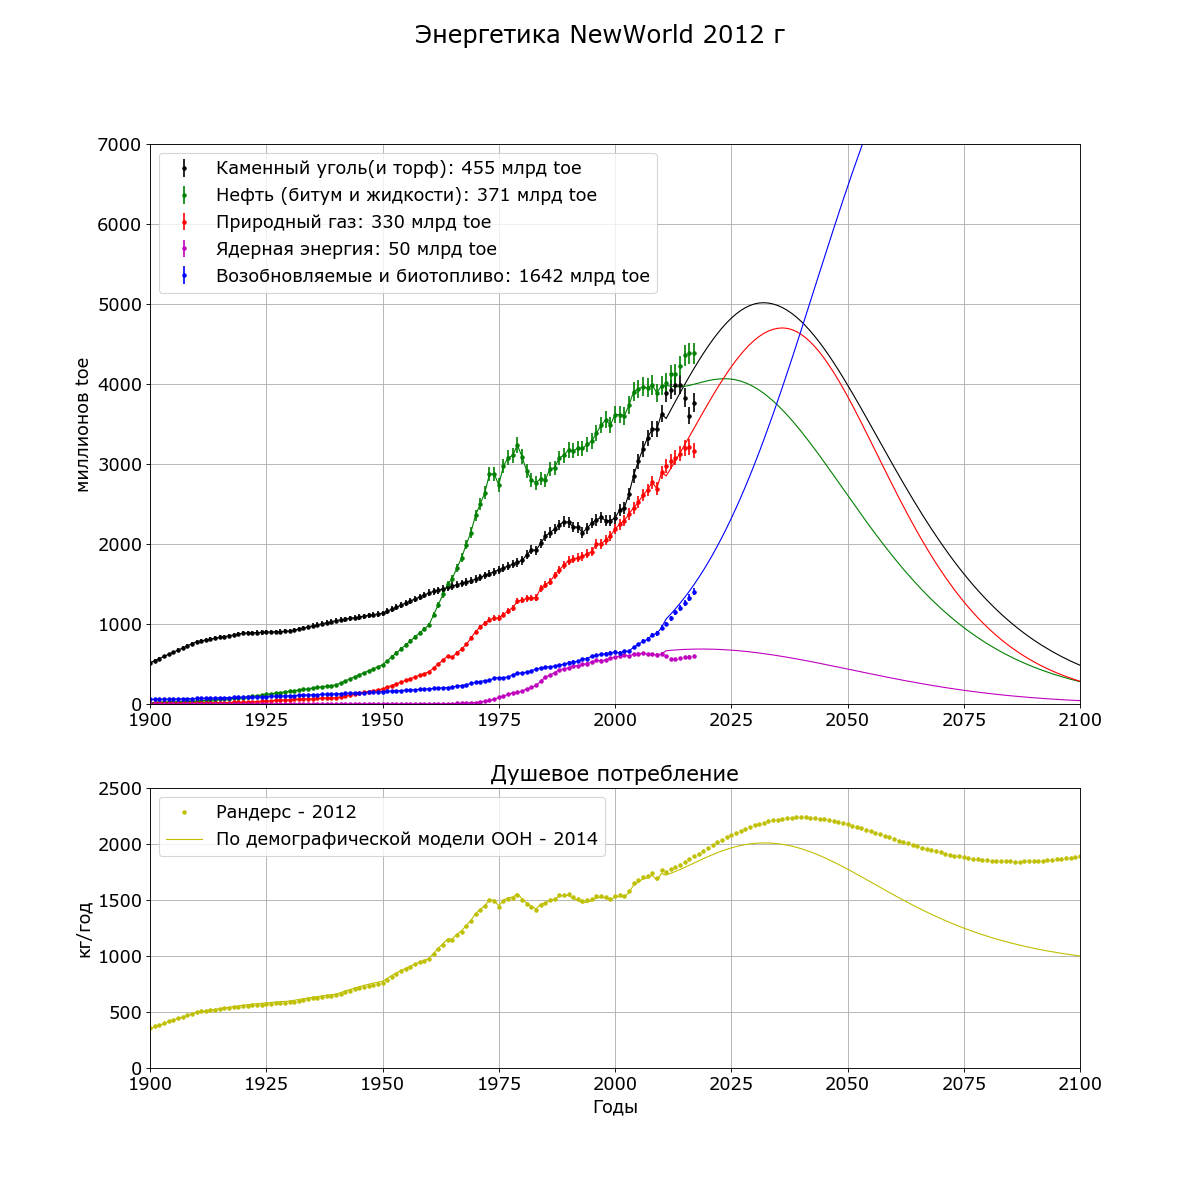 Энергетика NewWorld 2012 г
7000
6000
5000
4000
3000
2000
1000
0
миллионов toe
Каменный уголь(и торф): 455 млрд toe
Нефть (битум и жидкости): 371 млрд toe
Природный газ: 330 млрд toe
Ядерная энергия: 50 млрд toe
Возобновляемые и биотопливо: 1642 млрд toe
1900 1925 1950 1975 2000 2025 2050 2075 2100
Душевое потребление
2500
2000
1500
1000
500
0
кг/год
Рандерс - 2012
По демографической модели ООН - 2014
1900 1925 1950 1975 2000 2025 2050 2075 2100
Годы